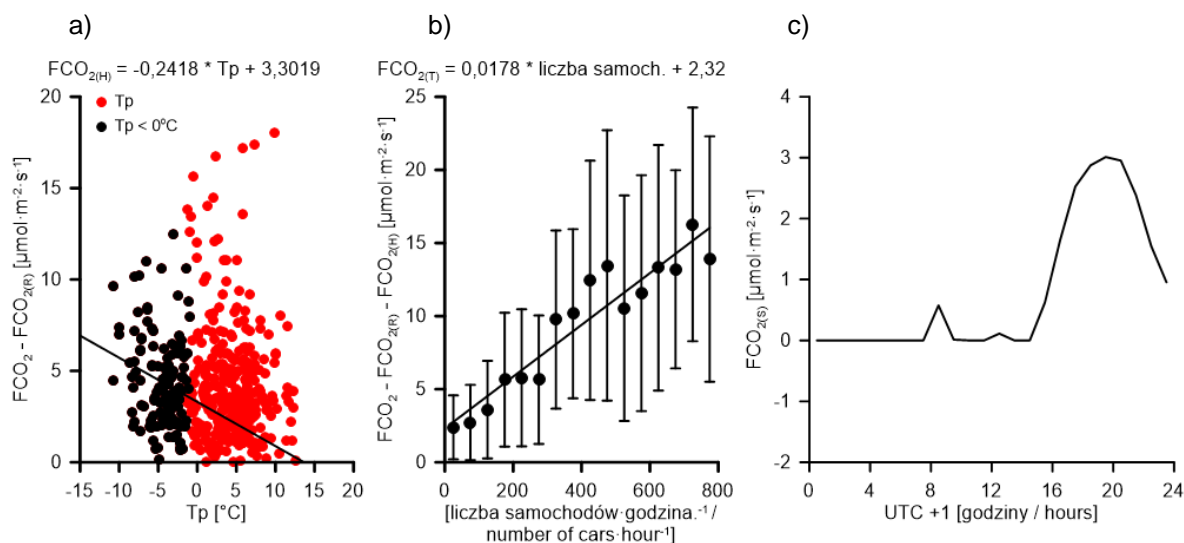 a)
FCO₂₍H₎ = -0,2418 * Tp + 3,3019
20
15
10
5
0
FCO₂ – FCO₂₍R₎ [µmol·m⁻²·s⁻¹]
Tp
Tp < 0ºC
-15 -10 -5 0 5 10 15 20
Tp [°C]
b)
FCO₂₍T₎ = 0,0178 * liczba samoch. + 2,32
25
20
15
10
5
0
FCO₂ – FCO₂₍R₎ – FCO₂₍H₎ [µmol·m⁻²·s⁻¹]
0 200 400 600 800
[liczba samochodów·godzina.⁻¹ /
number of cars·hour⁻¹]
c)
4
3
2
1
0
-1
-2
FCO₂₍S₎ [µmol·m⁻²·s⁻¹]
0 4 8 12 16 20 24
UTC +1 [godziny / hours]